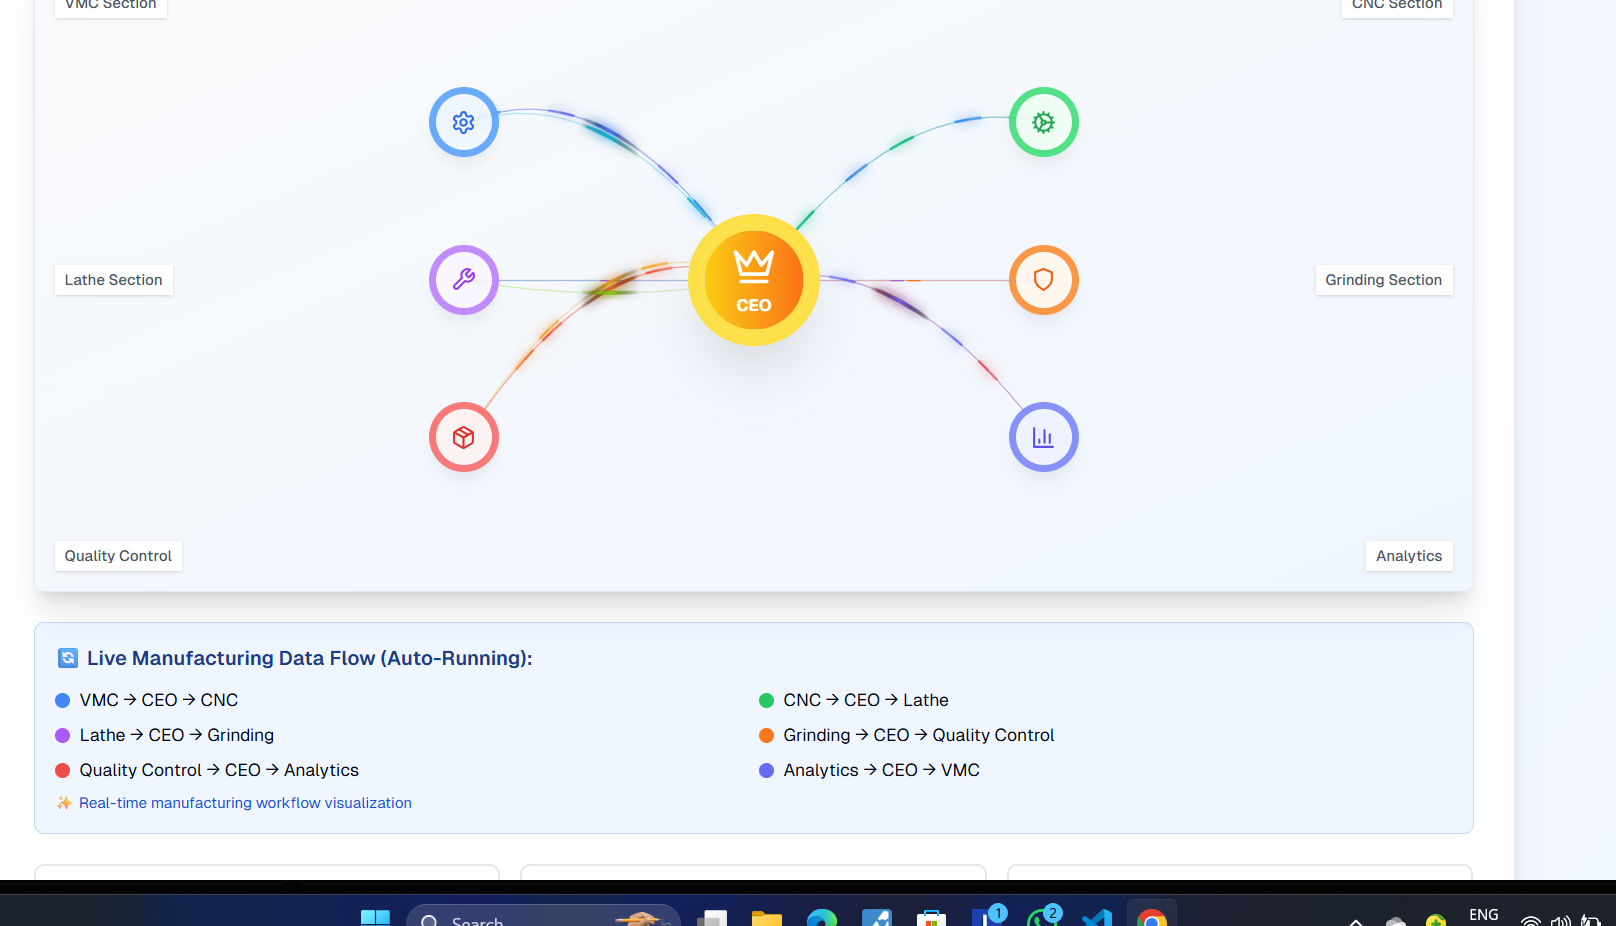 VMC Section
CNC Section
Lathe Section
CEO
Grinding Section
Quality Control
Analytics
Live Manufacturing Data Flow (Auto-Running):
VMC → CEO → CNC
CNC → CEO → Lathe
Lathe → CEO → Grinding
Grinding → CEO → Quality Control
Quality Control → CEO → Analytics
Analytics → CEO → VMC
Real-time manufacturing workflow visualization
Search
1
2
ENG